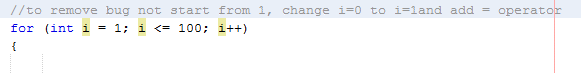 //to remove bug not start from 1, change i=0 to i=1and add = operator
for (int i = 1; i <= 100; i++)
{